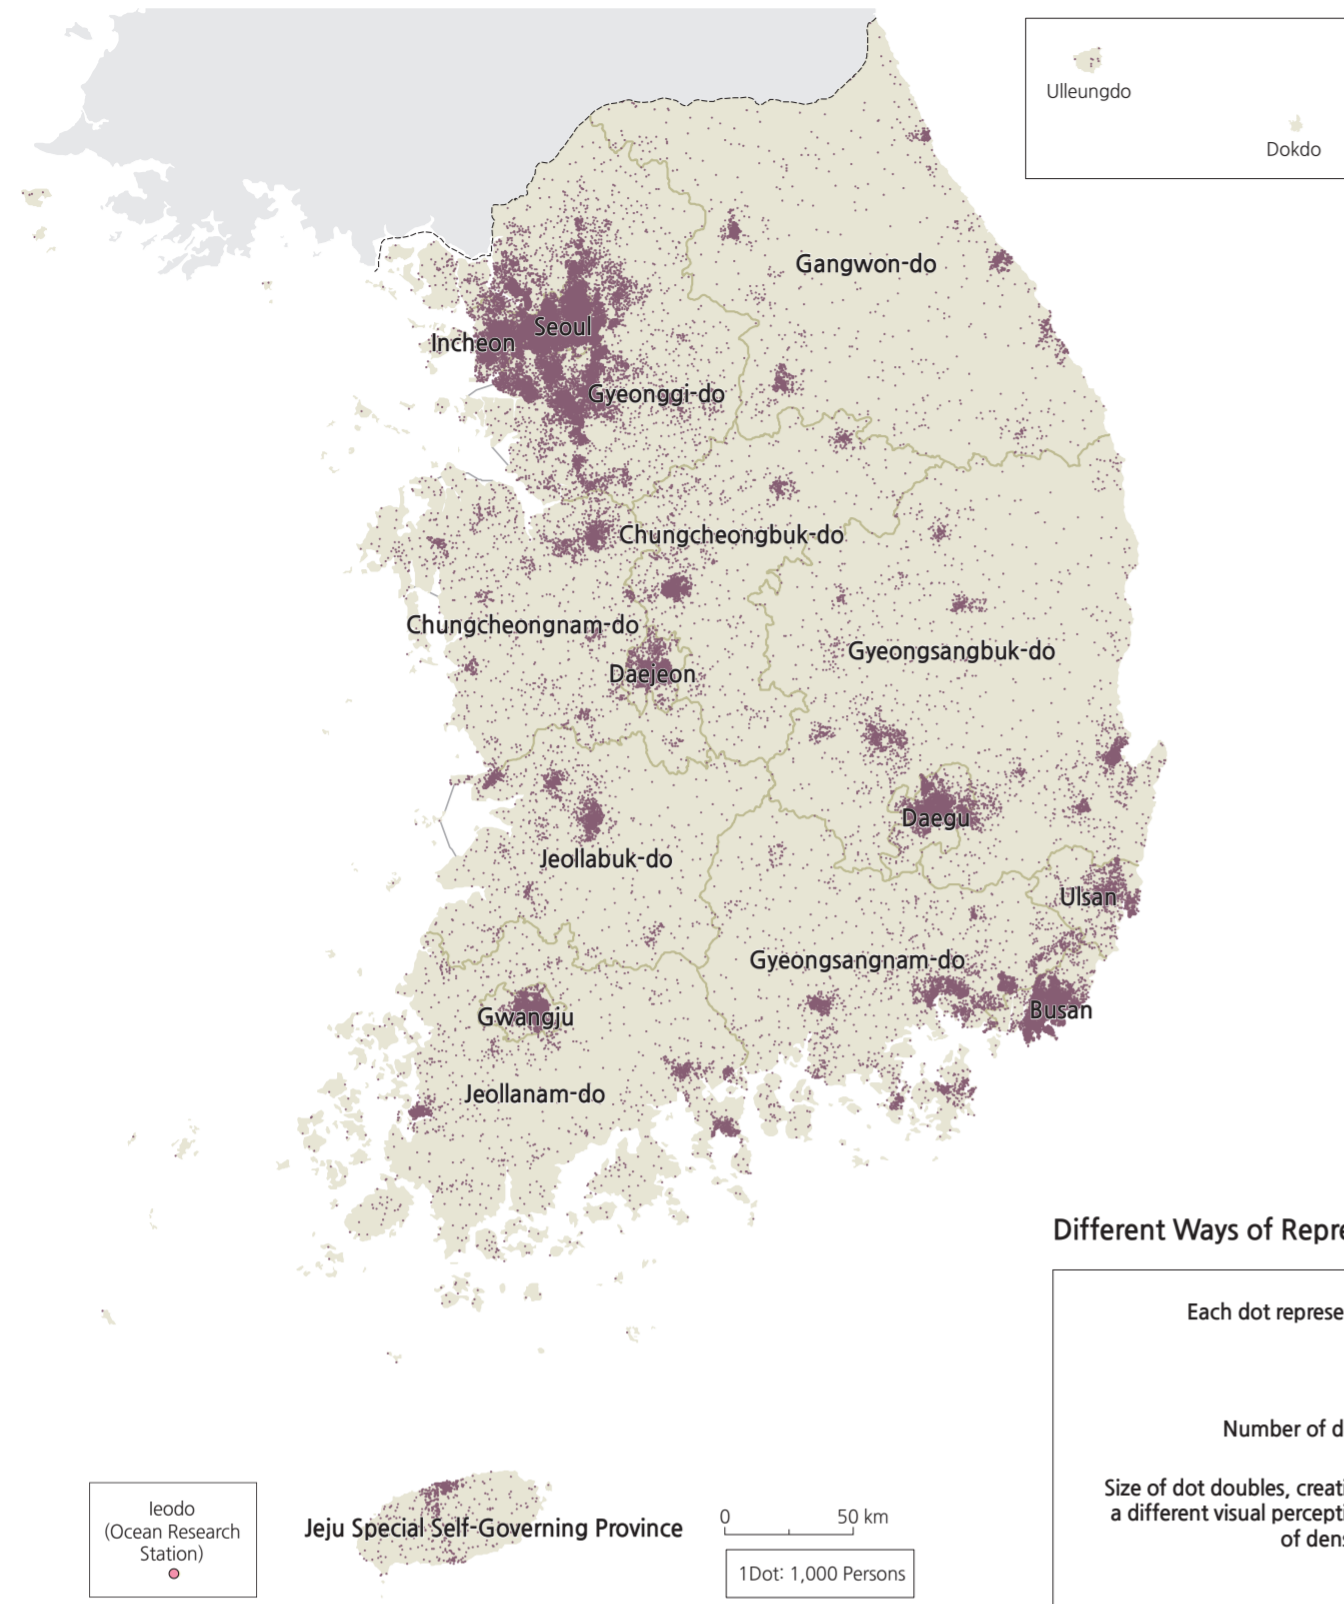 Ulleungdo
Dokdo
Gangwon-do
Seoul
Incheon
Gyeonggi-do
Chungcheongbuk-do
Chungcheongnam-do
Gyeongsangbuk-do
Daejeon
Daegu
Jeollabuk-do
Ulsan
Gyeongsangnam-do
Busan
Gwangju
Jeollanam-do
Different Ways of Repre
Each dot represe
Number of d
Size of dot doubles, creati
a different visual percepti
of dens
Ieodo
(Ocean Research
Station)
Jeju Special Self-Governing Province
0 50 km
1Dot: 1,000 Persons